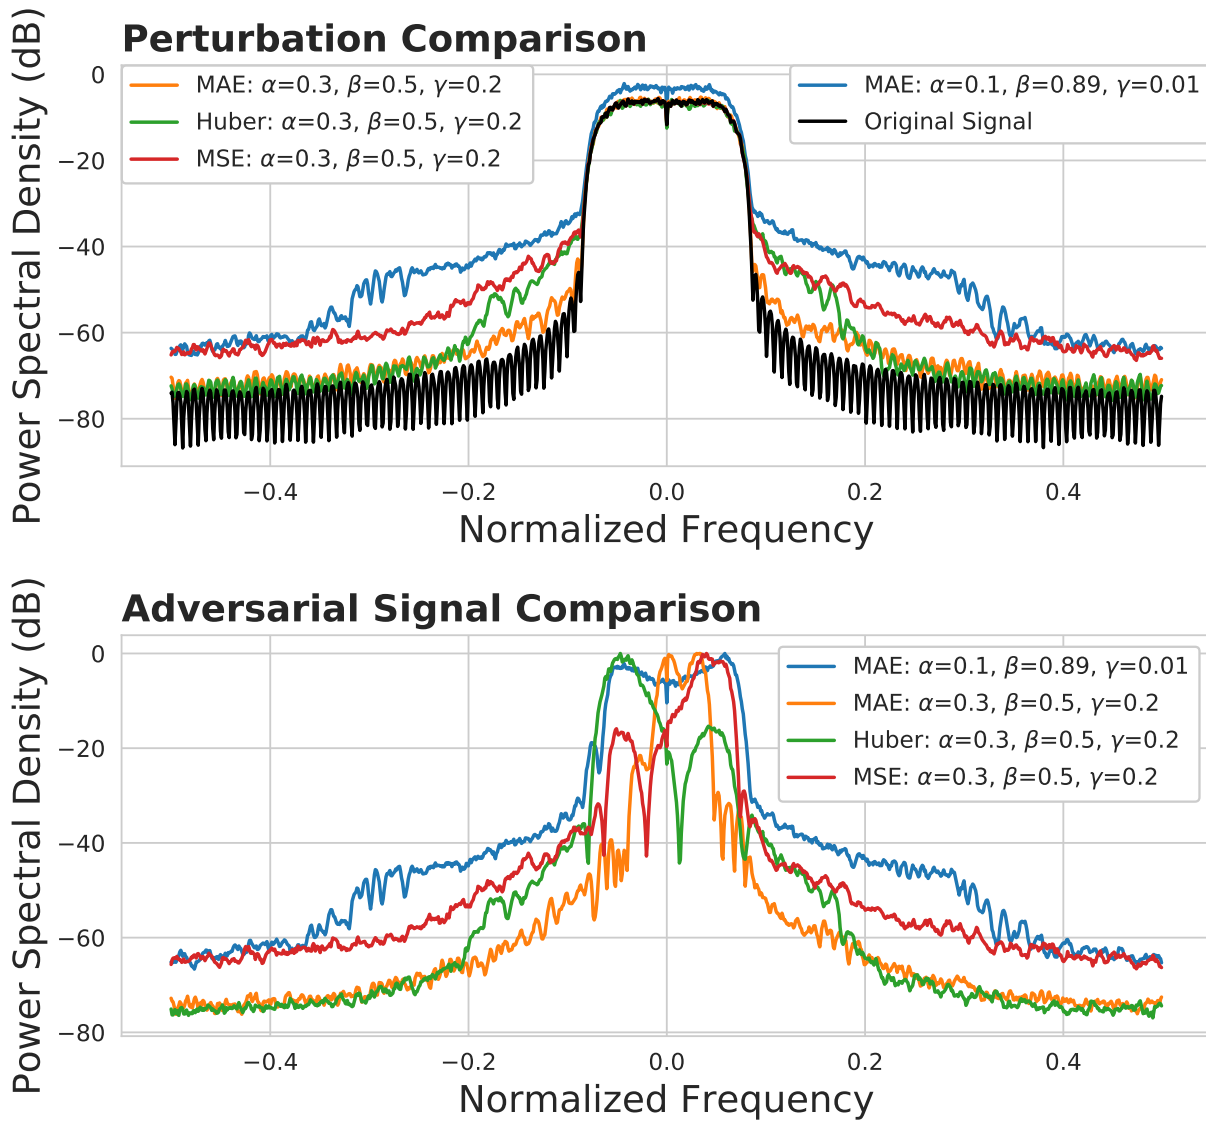 Perturbation Comparison
Power Spectral Density (dB)
0
−20
−40
−60
−80
MAE: α=0.3, β=0.5, γ=0.2
Huber: α=0.3, β=0.5, γ=0.2
MSE: α=0.3, β=0.5, γ=0.2
MAE: α=0.1, β=0.89, γ=0.01
Original Signal
−0.4 −0.2 0.0 0.2 0.4
Normalized Frequency
Adversarial Signal Comparison
Power Spectral Density (dB)
0
−20
−40
−60
−80
MAE: α=0.1, β=0.89, γ=0.01
MAE: α=0.3, β=0.5, γ=0.2
Huber: α=0.3, β=0.5, γ=0.2
MSE: α=0.3, β=0.5, γ=0.2
−0.4 −0.2 0.0 0.2 0.4
Normalized Frequency